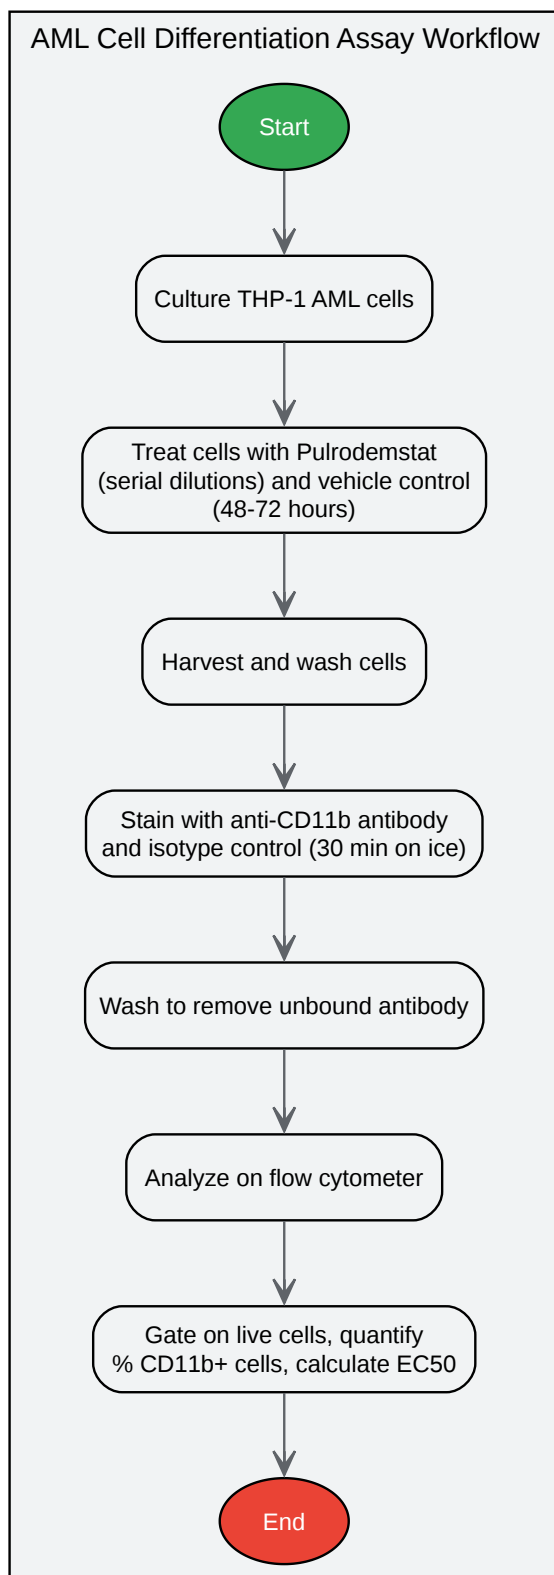 AML Cell Differentiation Assay Workflow
Start
Culture THP-1 AML cells
Treat cells with Pulrodemstat
(serial dilutions) and vehicle control
(48-72 hours)
Harvest and wash cells
Stain with anti-CD11b antibody
and isotype control (30 min on ice)
Wash to remove unbound antibody
Analyze on flow cytometer
Gate on live cells, quantify
% CD11b+ cells, calculate EC50
End